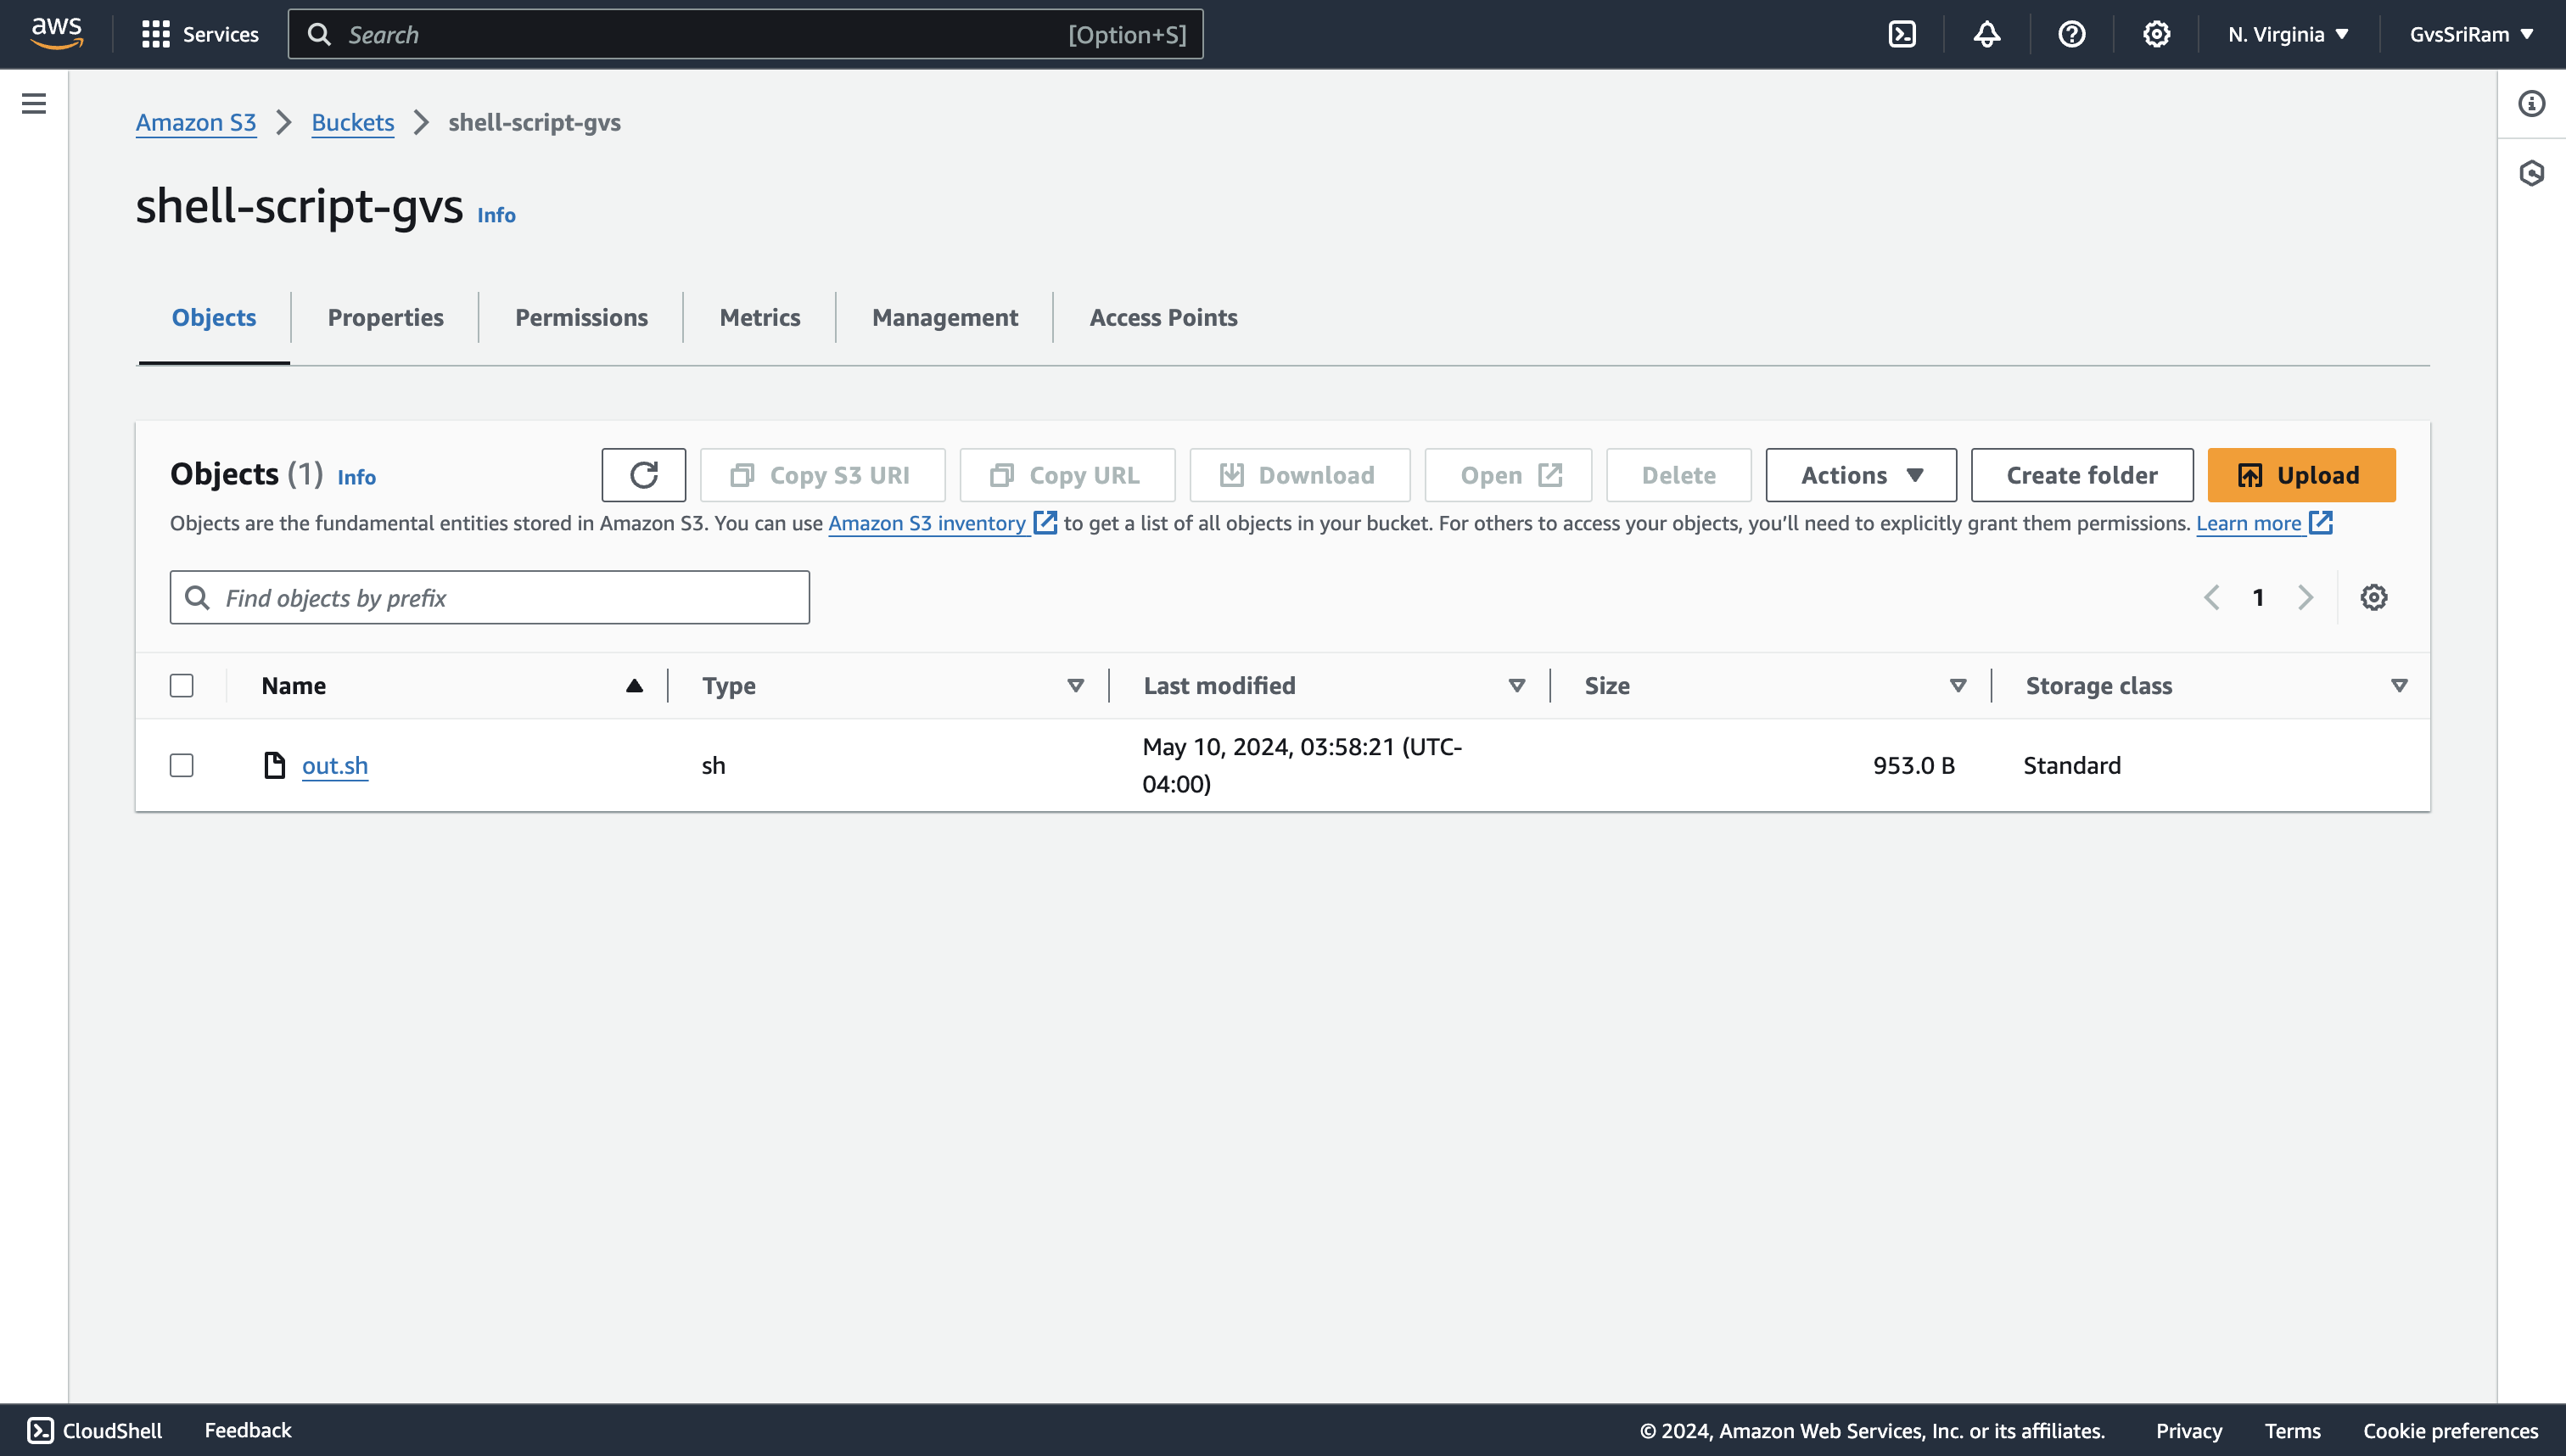 aws Services Search [Option+S] N. Virginia GvsSriRam
Amazon S3 Buckets shell-script-gvs
shell-script-gvs Info
Objects Properties Permissions Metrics Management Access Points
Objects (1) Info Copy S3 URI Copy URL Download Open Delete Actions Create folder Upload
Objects are the fundamental entities stored in Amazon S3. You can use Amazon S3 inventory to get a list of all objects in your bucket. For others to access your objects, you’ll need to explicitly grant them permissions. Learn more
Find objects by prefix 1
Name Type Last modified Size Storage class
out.sh sh May 10, 2024, 03:58:21 (UTC-
04:00) 953.0 B Standard
CloudShell Feedback © 2024, Amazon Web Services, Inc. or its affiliates. Privacy Terms Cookie preferences